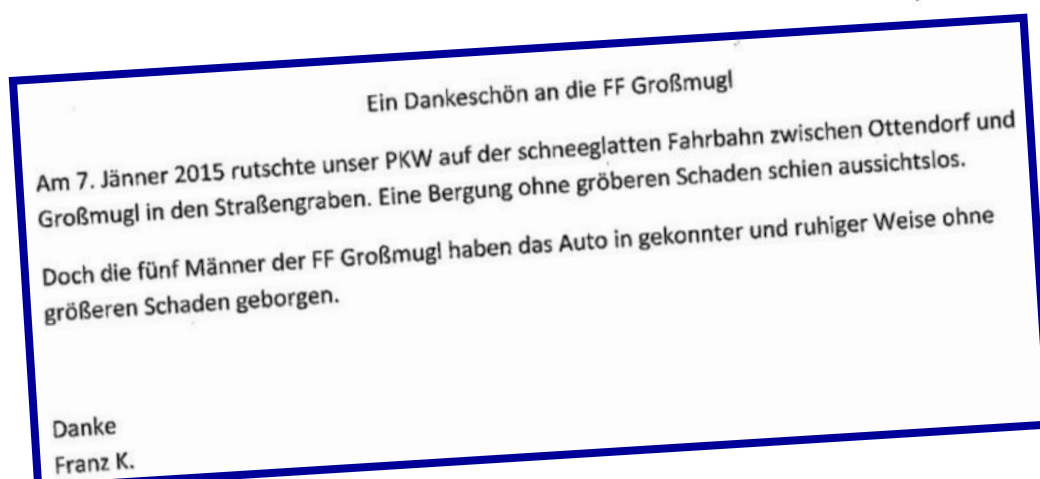 Ein Dankeschön an die FF Großmugl
Am 7. Jänner 2015 rutschte unser PKW auf der schneeglatten Fahrbahn zwischen Ottendorf und
Großmugl in den Straßengraben. Eine Bergung ohne gröberen Schaden schien aussichtslos.
Doch die fünf Männer der FF Großmugl haben das Auto in gekonnter und ruhiger Weise ohne
größeren Schaden geborgen.
Danke
Franz K.